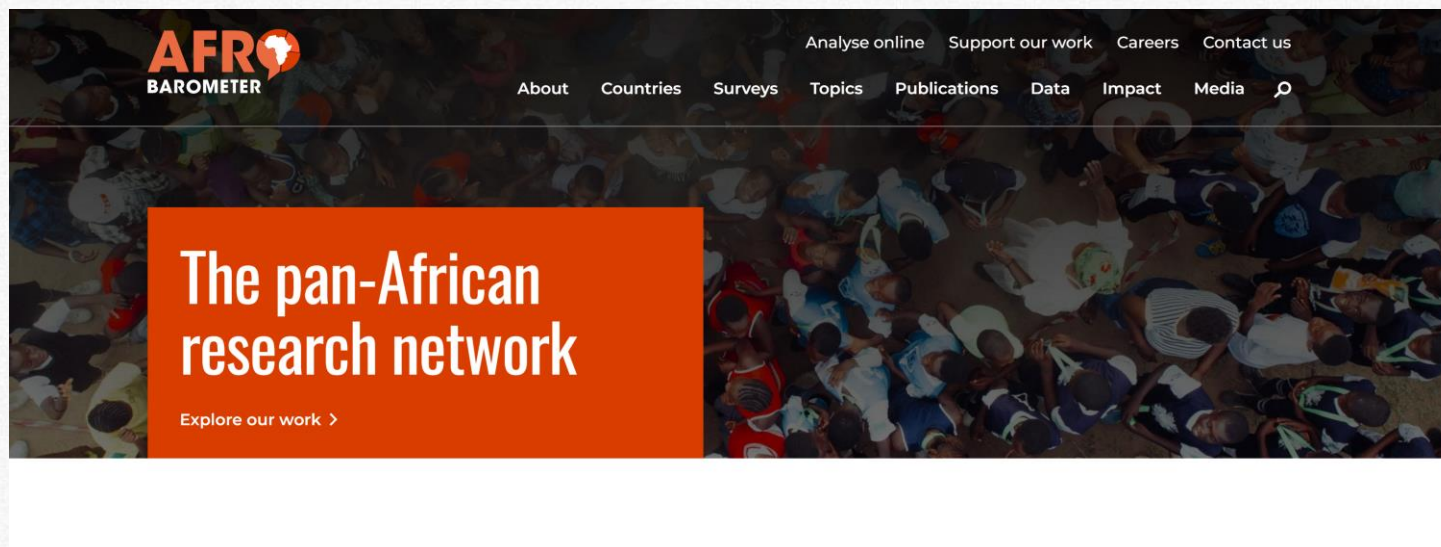 AFRO
BAROMETER
Analyse online Support our work Careers Contact us
About Countries Surveys Topics Publications Data Impact Media
The pan-African
research network
Explore our work >